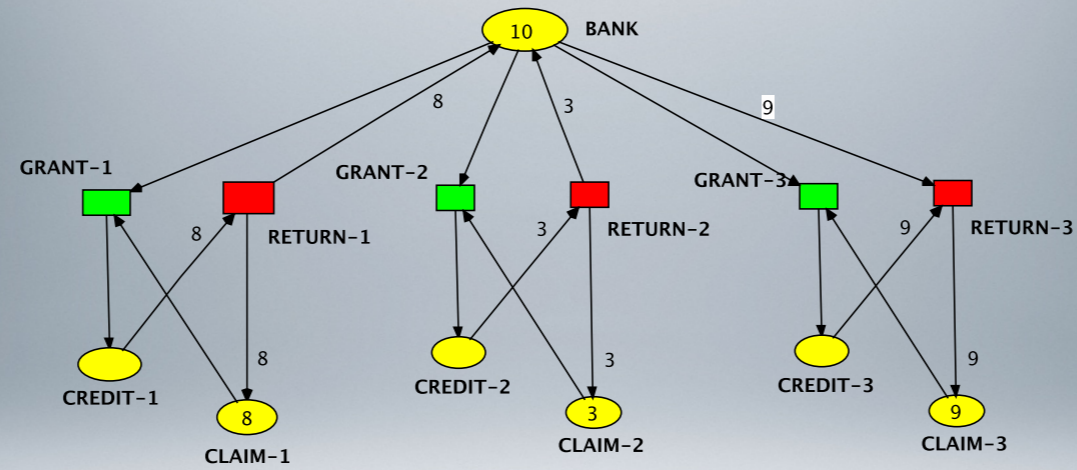 10 BANK
8
3
9
GRANT-1
GRANT-2
GRANT-3
8
RETURN-1
3
RETURN-2
9
RETURN-3
8
3
9
CREDIT-1
CREDIT-2
CREDIT-3
8
3
9
CLAIM-1
CLAIM-2
CLAIM-3